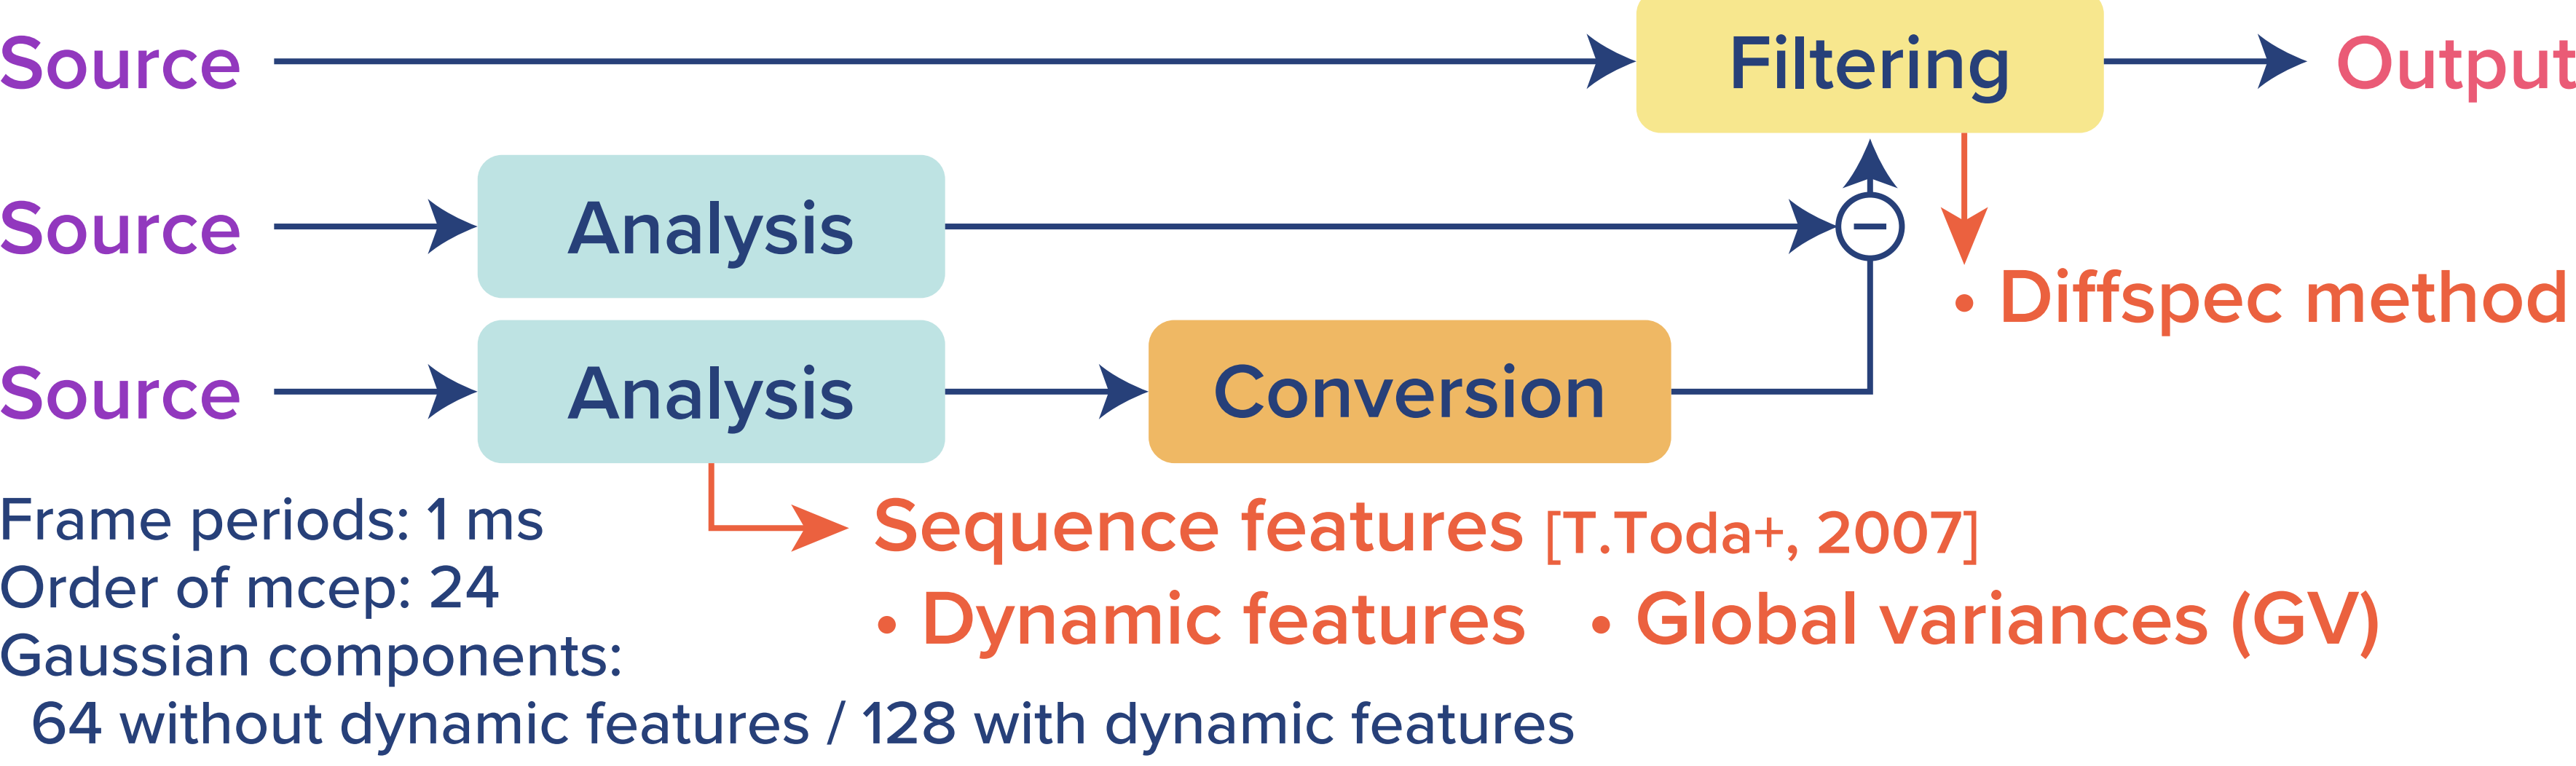 Source Filtering Output
Source Analysis −
• Diffspec method
Source Analysis Conversion
Frame periods: 1 ms
Order of mcep: 24
Gaussian components:
64 without dynamic features / 128 with dynamic features
Sequence features [T.Toda+, 2007]
• Dynamic features • Global variances (GV)